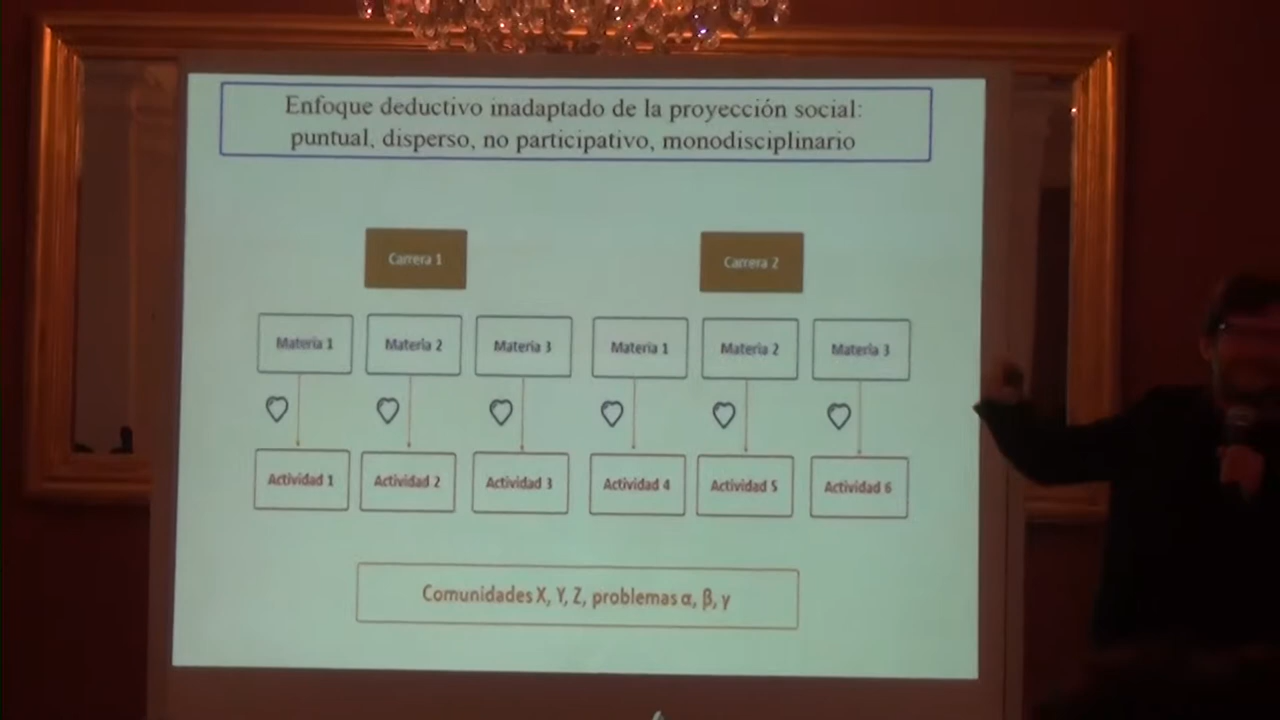 Enfoque deductivo inadaptado de la proyección social:
puntual, disperso, no participativo, monodisciplinario
Carrera 1
Carrera 2
Materia 1
Materia 2
Materia 3
Materia 1
Materia 2
Materia 3
Actividad 1
Actividad 2
Actividad 3
Actividad 4
Actividad 5
Actividad 6
Comunidades X, Y, Z, problemas α, β, γ